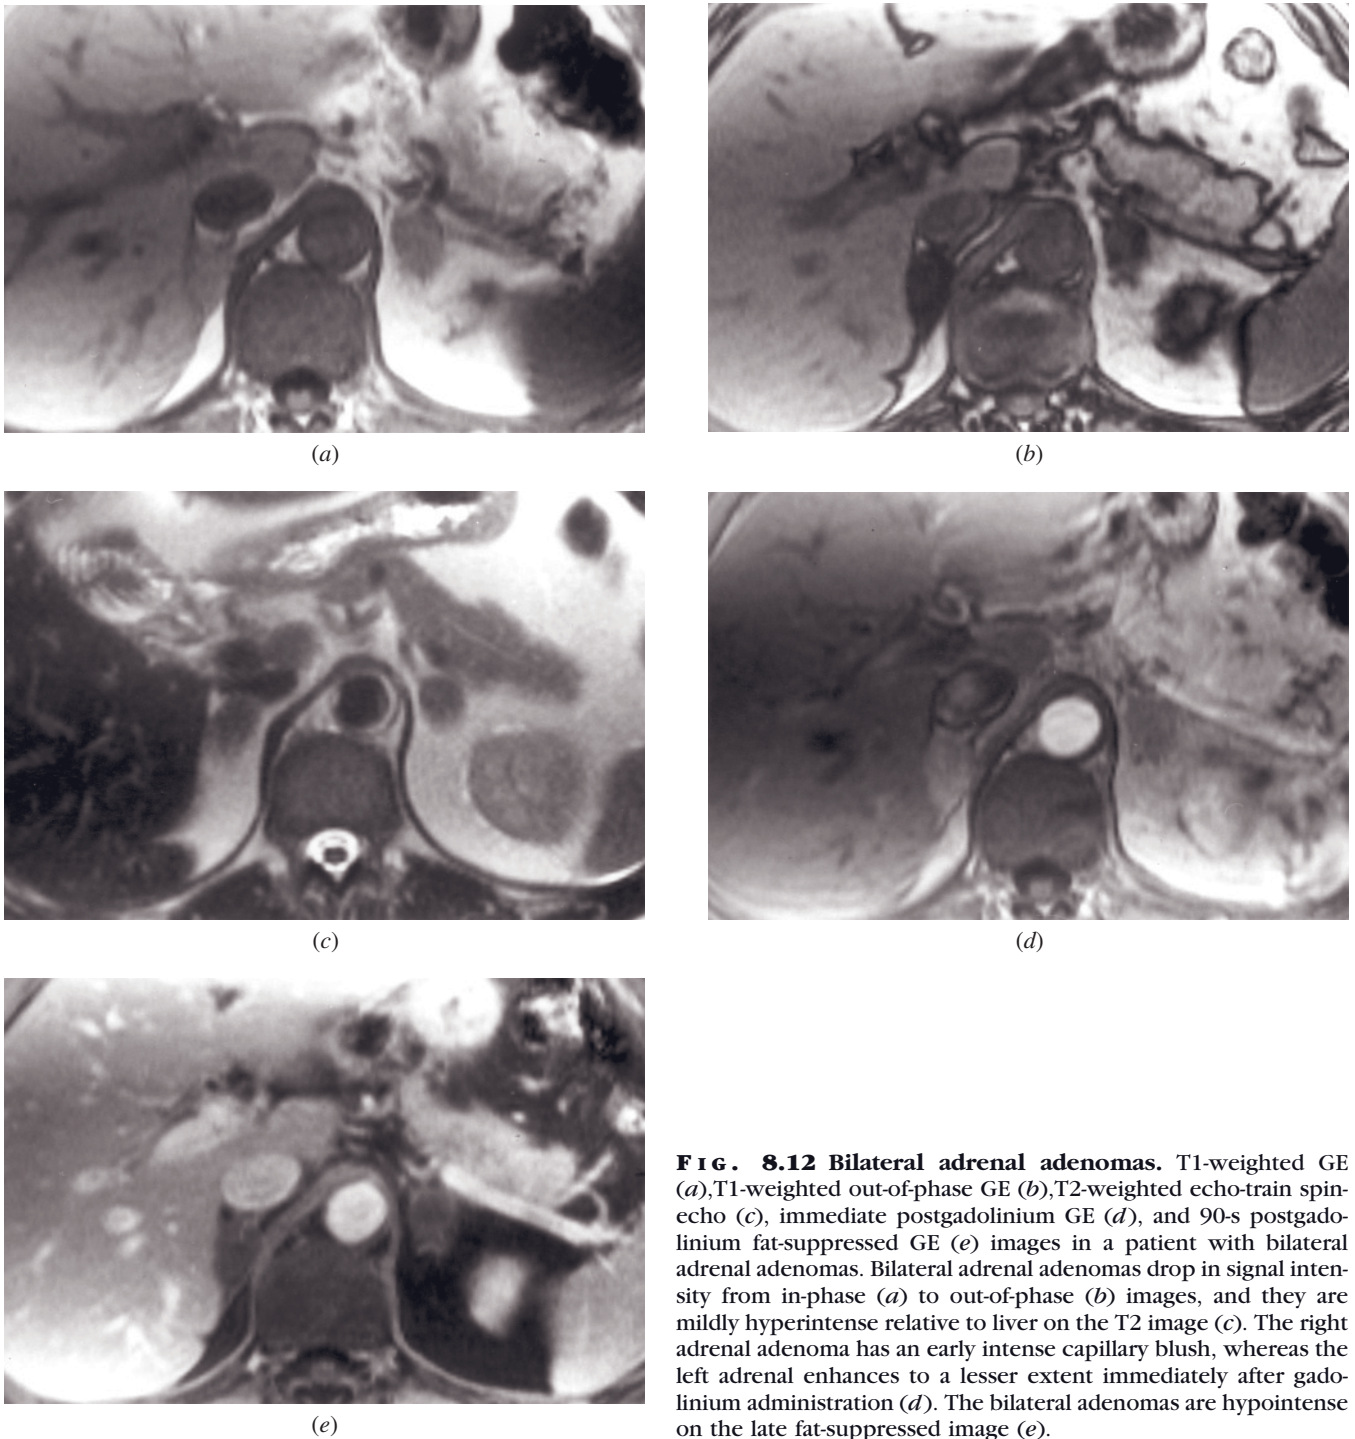 (a)
(b)
(c)
(d)
(e)
FIG. 8.12 Bilateral adrenal adenomas. T1-weighted GE
(a),T1-weighted out-of-phase GE (b),T2-weighted echo-train spin-
echo (c), immediate postgadolinium GE (d), and 90-s postgado-
linium fat-suppressed GE (e) images in a patient with bilateral
adrenal adenomas. Bilateral adrenal adenomas drop in signal inten-
sity from in-phase (a) to out-of-phase (b) images, and they are
mildly hyperintense relative to liver on the T2 image (c). The right
adrenal adenoma has an early intense capillary blush, whereas the
left adrenal enhances to a lesser extent immediately after gado-
linium administration (d). The bilateral adenomas are hypointense
on the late fat-suppressed image (e).